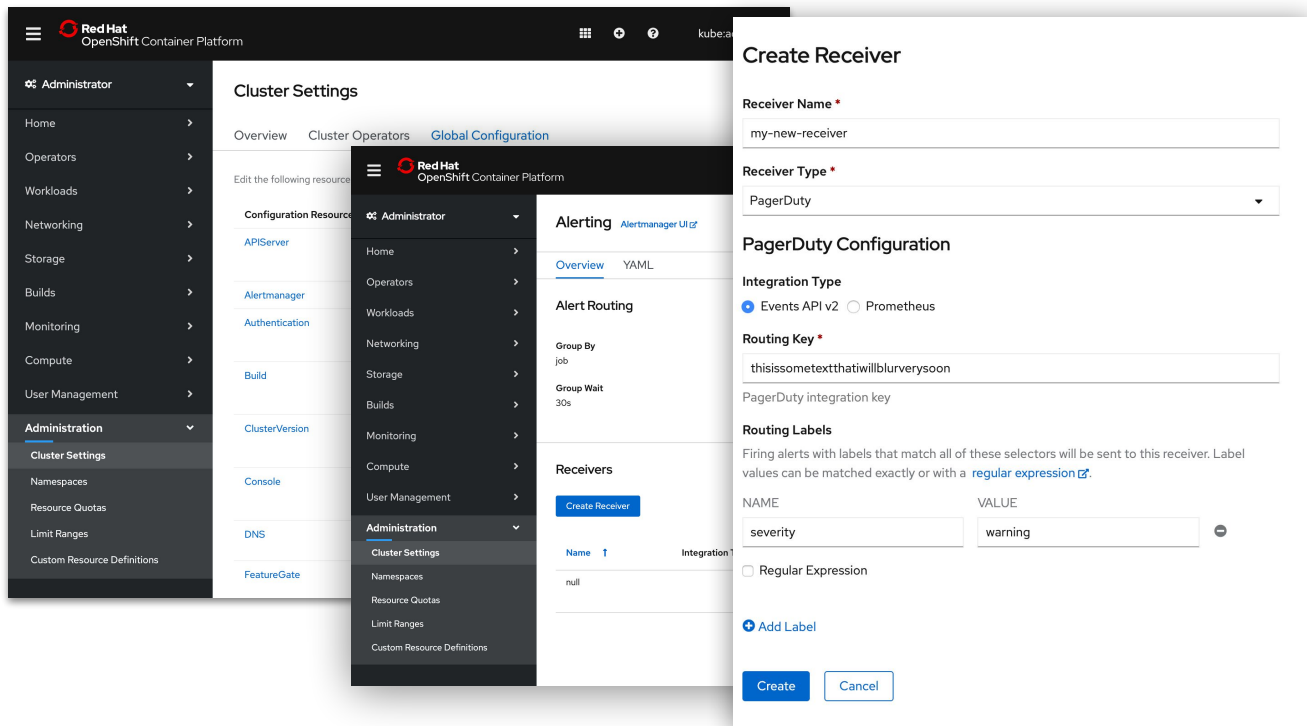 Red Hat
OpenShift Container Platform
Administrator
Home
Operators
Workloads
Networking
Storage
Builds
Monitoring
Compute
User Management
Administration
Cluster Settings
Namespaces
Resource Quotas
Limit Ranges
Custom Resource Definitions
Cluster Settings
Overview Cluster Operators Global Configuration
Edit the following resource
Configuration Resource
APIServer
Alertmanager
Authentication
Build
ClusterVersion
Console
DNS
FeatureGate
Red Hat
OpenShift Container Platform
Administrator
Home
Operators
Workloads
Networking
Storage
Builds
Monitoring
Compute
User Management
Administration
Cluster Settings
Namespaces
Resource Quotas
Limit Ranges
Custom Resource Definitions
Alerting Alertmanager UI
Overview YAML
Alert Routing
Group By
job
Group Wait
30s
Receivers
Create Receiver
Name Integration
null
Create Receiver
Receiver Name *
my-new-receiver
Receiver Type *
PagerDuty
PagerDuty Configuration
Integration Type
Events API v2 Prometheus
Routing Key *
thisissometextthatiwillblurverysoon
PagerDuty integration key
Routing Labels
Firing alerts with labels that match all of these selectors will be sent to this receiver. Label
values can be matched exactly or with a regular expression.
NAME VALUE
severity warning
Regular Expression
Add Label
Create Cancel